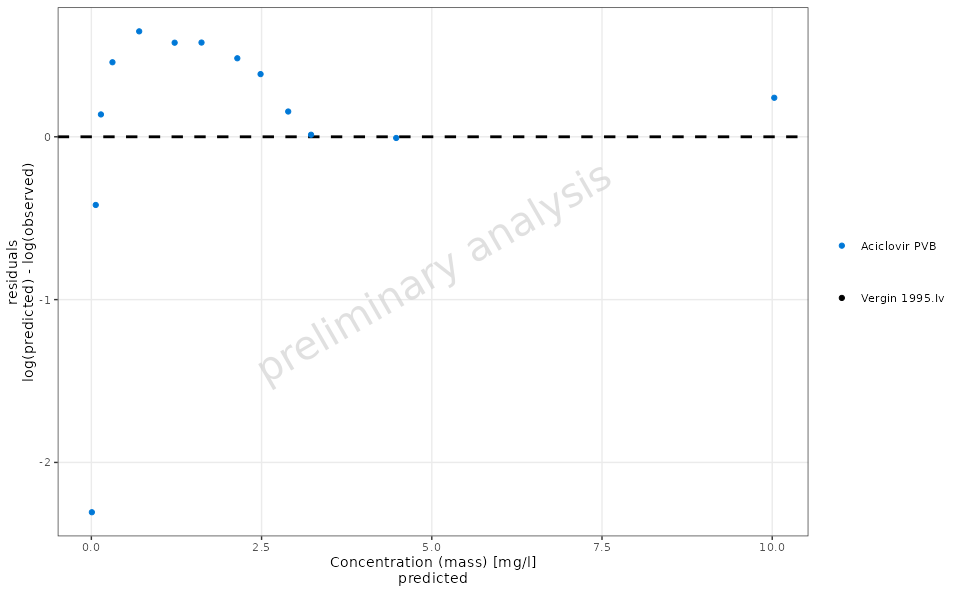 residuals
log(predicted) - log(observed)
0
-1
-2
preliminary analysis
0.0
2.5
5.0
7.5
10.0
Concentration (mass) [mg/l]
predicted
Aciclovir PVB
Vergin 1995.Iv